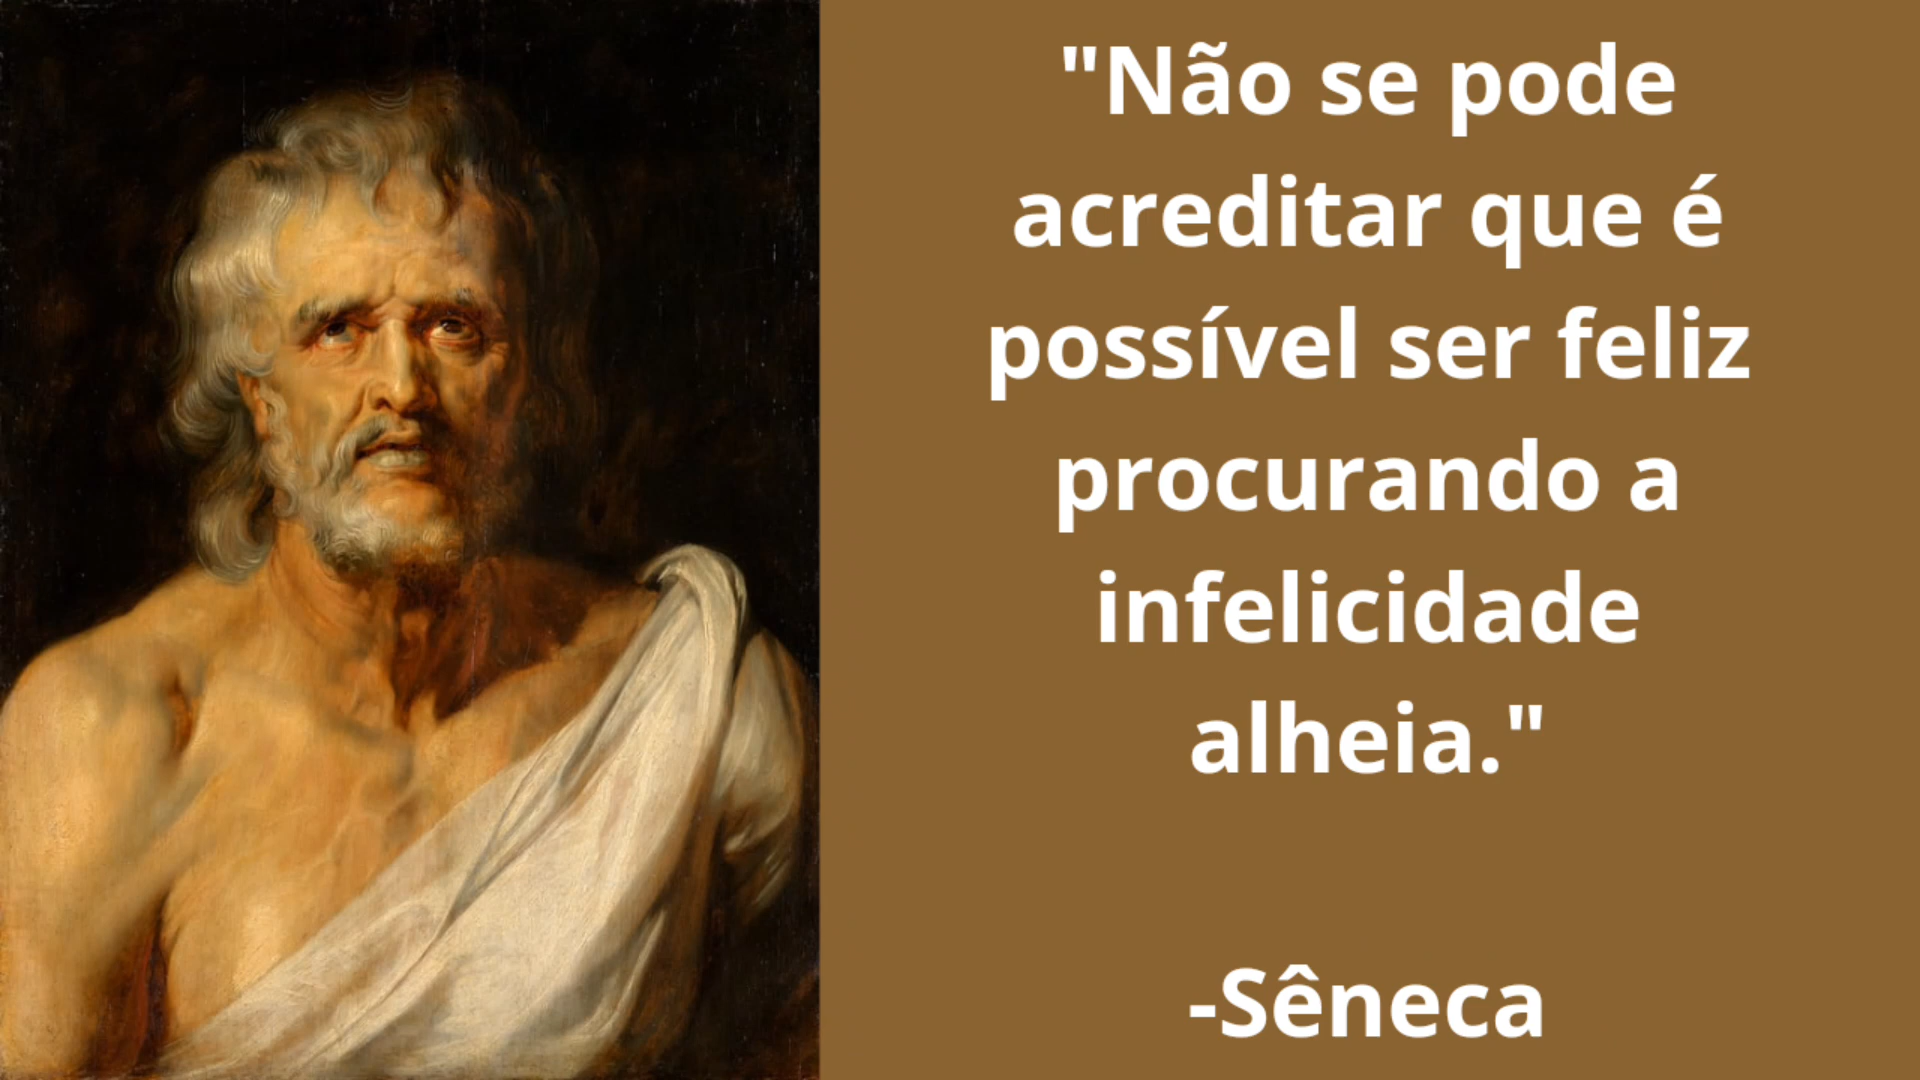 "Não se pode
acreditar que é
possível ser feliz
procurando a
infelicidade
alheia."
-Sêneca